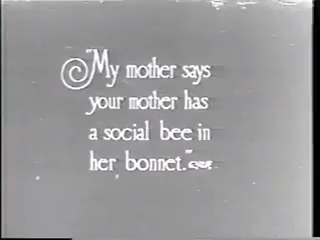 "My mother says
your mother has
a social bee in
her bonnet."